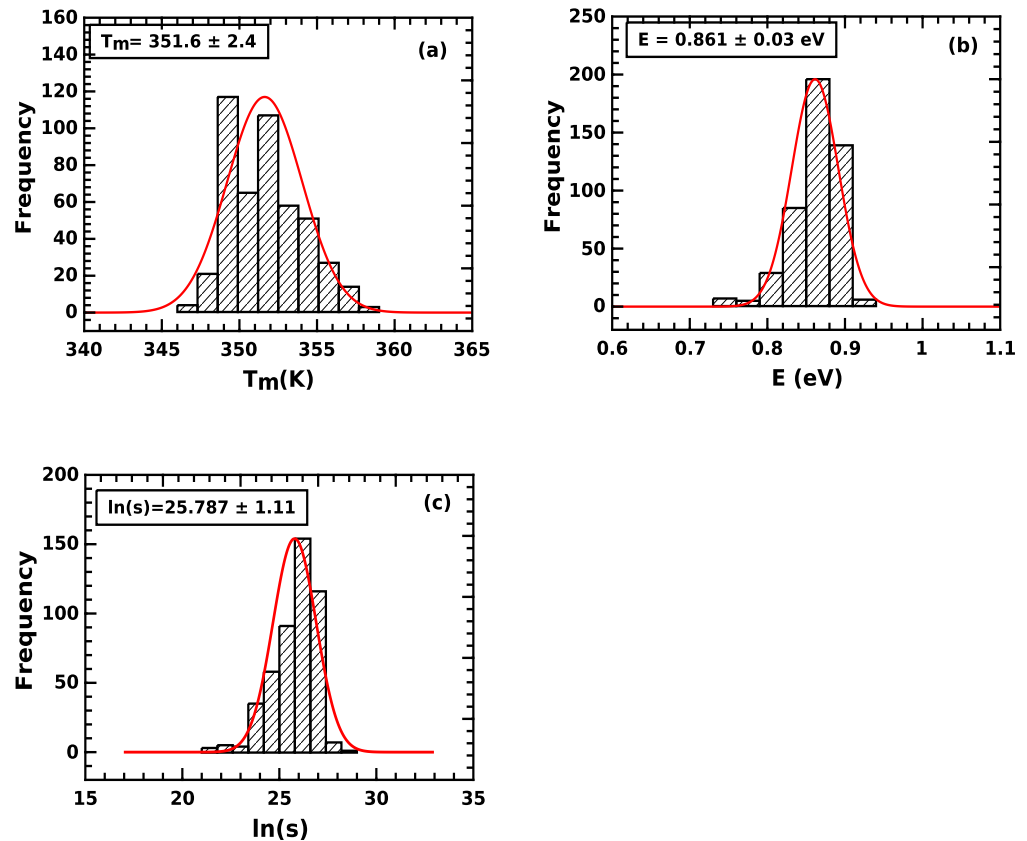 160
140
120
100
80
60
40
20
0
Frequency
Tm= 351.6 ± 2.4
(a)
340 345 350 355 360 365
Tm(K)
250
200
150
100
50
0
Frequency
E = 0.861 ± 0.03 eV
(b)
0.6 0.7 0.8 0.9 1 1.1
E (eV)
200
150
100
50
0
Frequency
ln(s)=25.787 ± 1.11
(c)
15 20 25 30 35
ln(s)